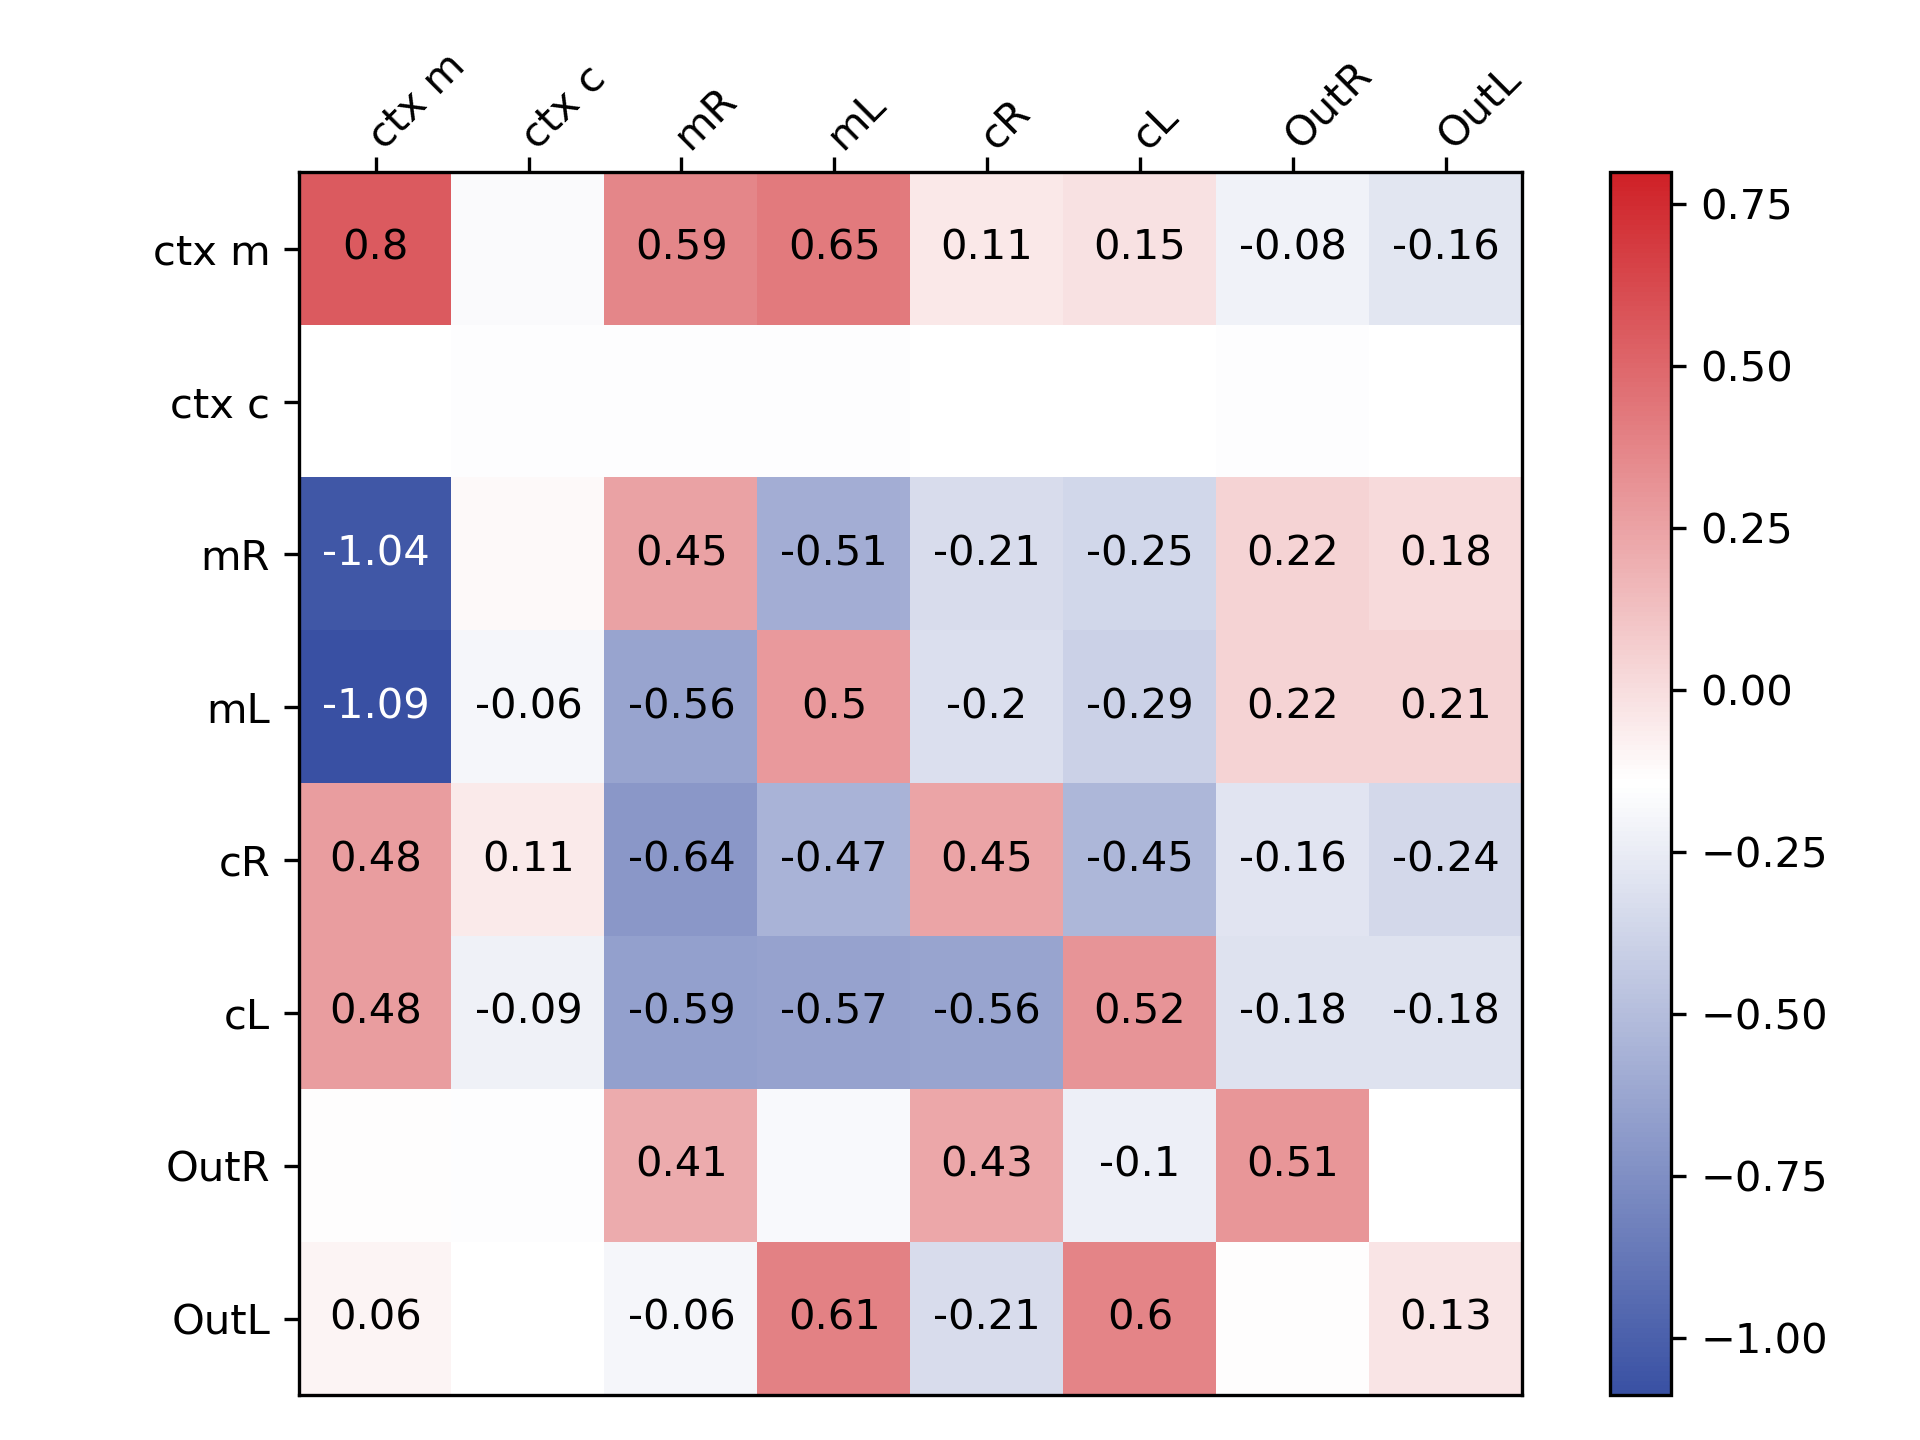 ctx m ctx c mR mL cR cL OutR OutL
ctx m 0.8 0.59 0.65 0.11 0.15 -0.08 -0.16
ctx c
mR -1.04 0.45 -0.51 -0.21 -0.25 0.22 0.18
mL -1.09 -0.06 -0.56 0.5 -0.2 -0.29 0.22 0.21
cR 0.48 0.11 -0.64 -0.47 0.45 -0.45 -0.16 -0.24
cL 0.48 -0.09 -0.59 -0.57 -0.56 0.52 -0.18 -0.18
OutR 0.41 0.43 -0.1 0.51
OutL 0.06 -0.06 0.61 -0.21 0.6 0.13
0.75
0.50
0.25
0.00
−0.25
−0.50
−0.75
−1.00